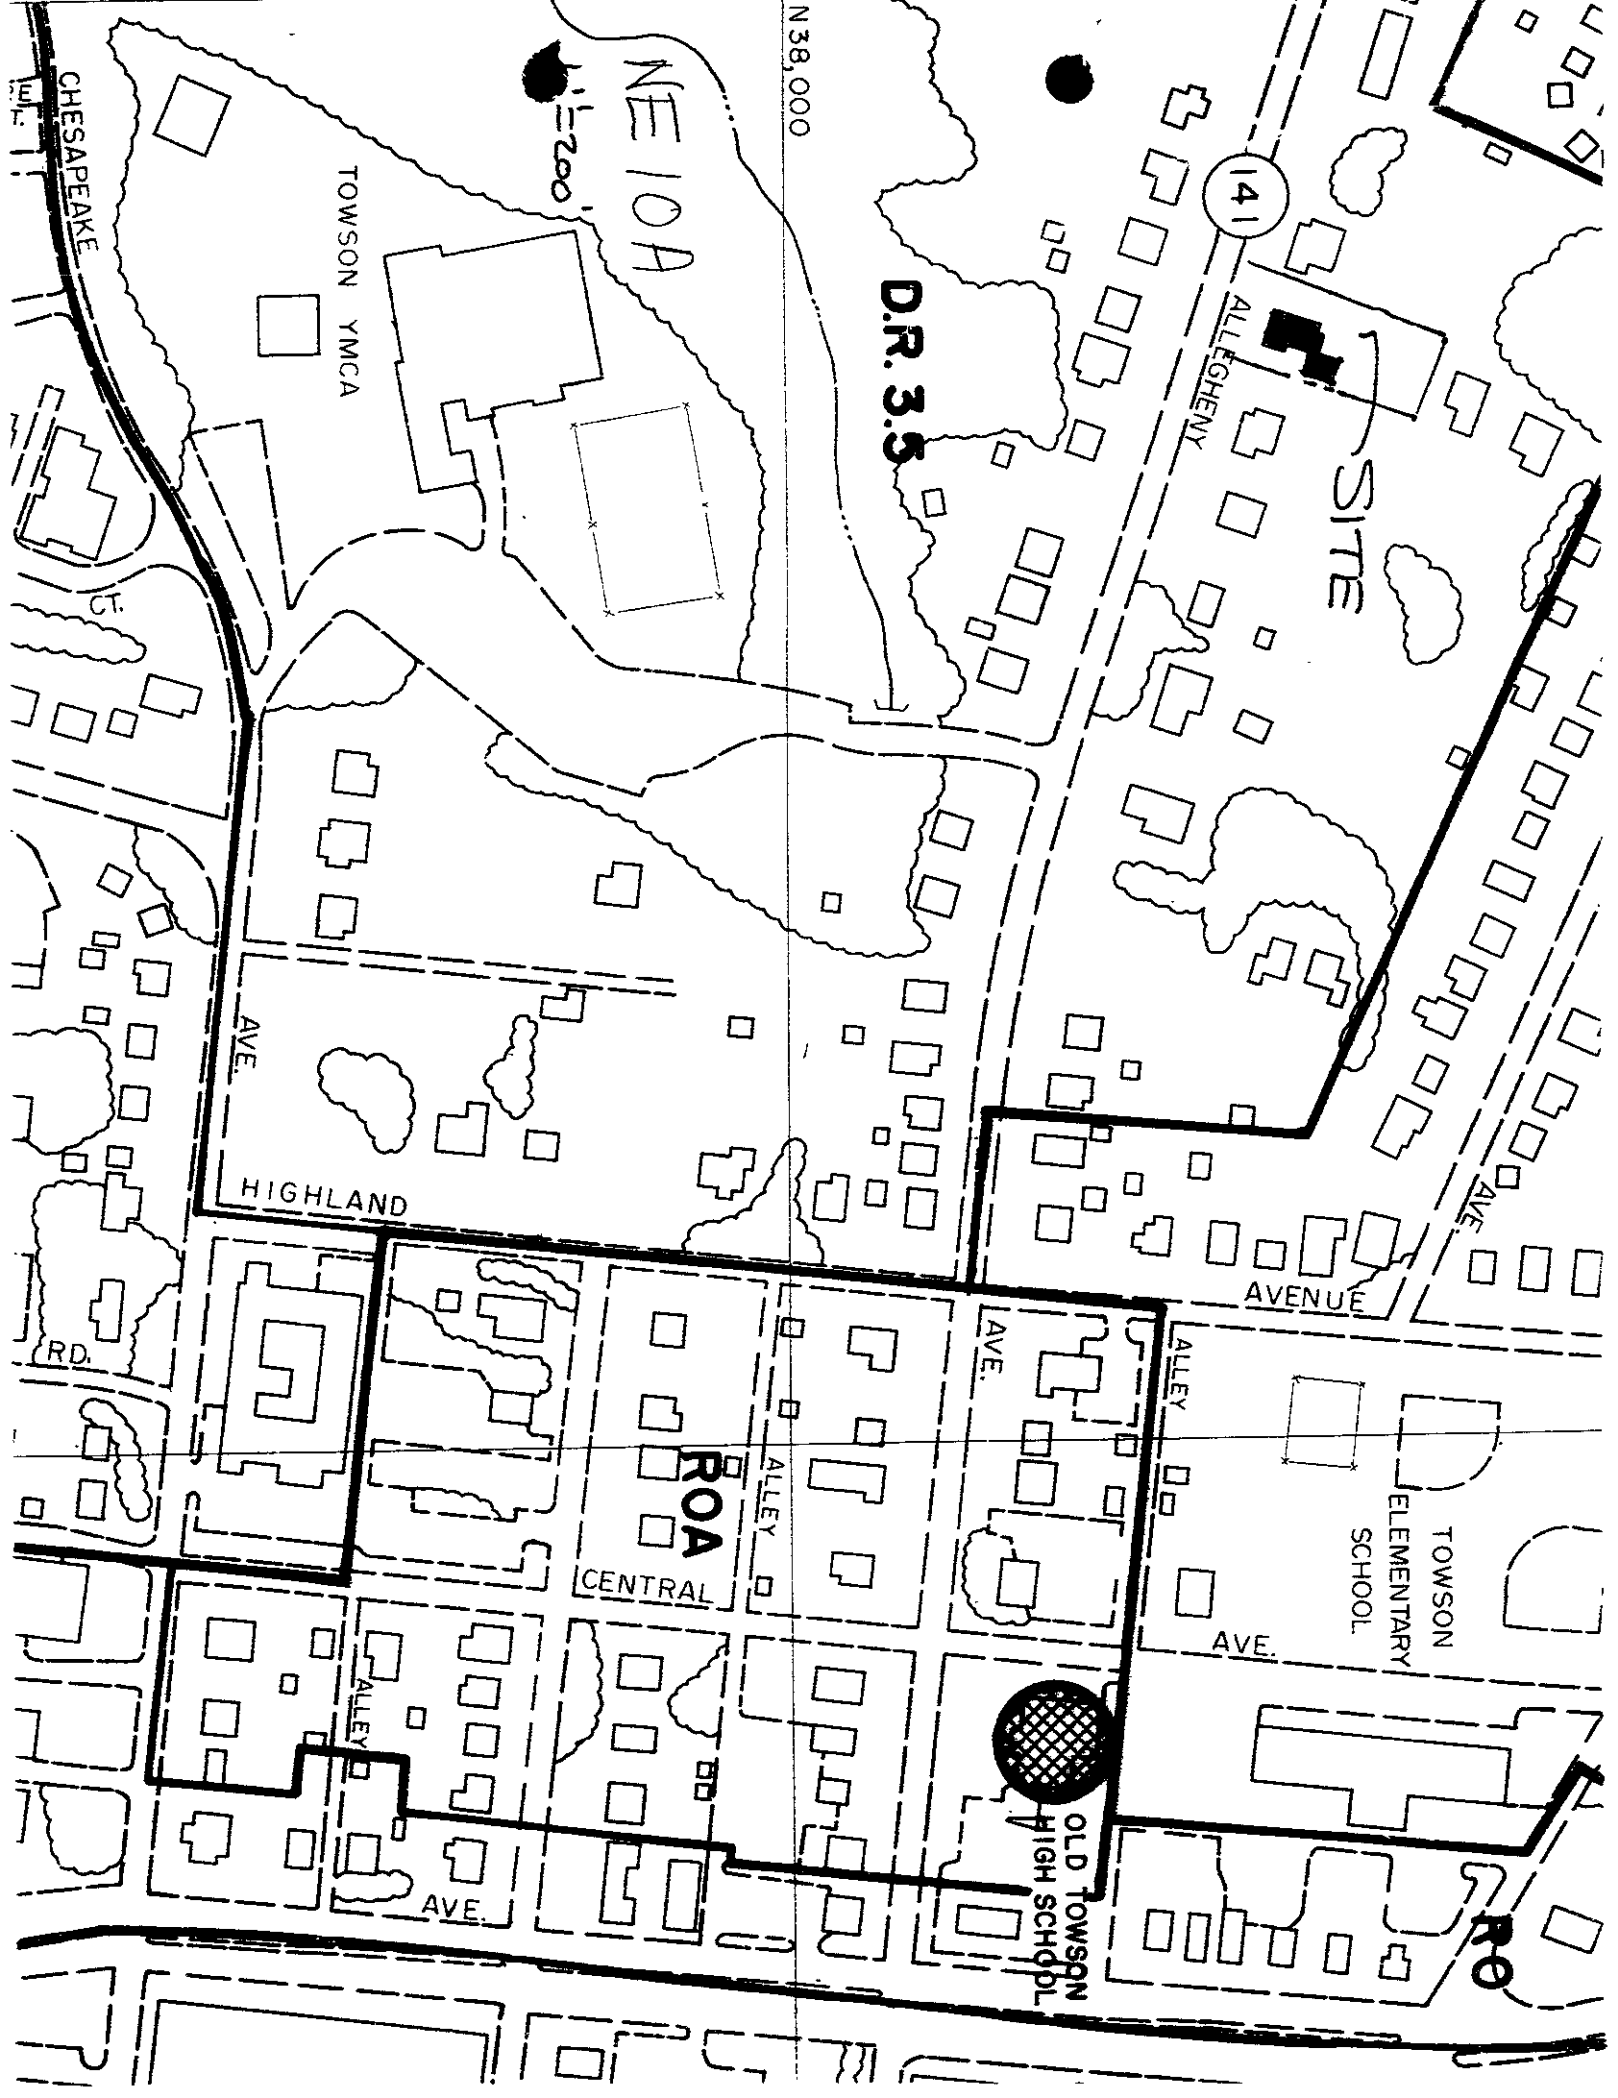 N 38,000
NE 10A
1"=200'
CHESAPEAKE
TOWSON YMCA
141
ALLEGHENY
D.R. 3.5
SITE
CT.
AVE.
HIGHLAND
AVENUE
AVE.
RD.
AVE.
ALLEY
ALLEY
ROA
CENTRAL
AVE.
TOWSON
ELEMENTARY
SCHOOL
ALLEY
OLD TOWSON
HIGH SCHOOL
AVE.
RO